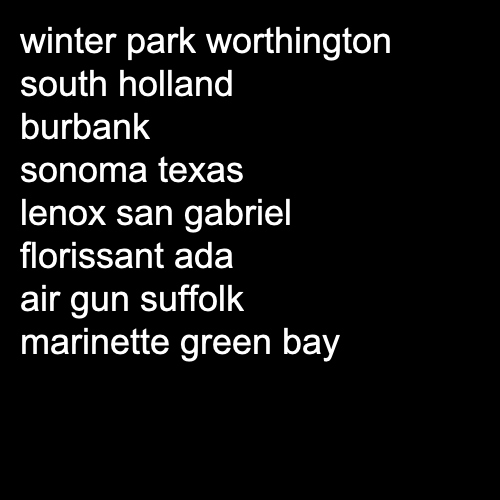 winter park worthington
south holland
burbank
sonoma texas
lenox san gabriel
florissant ada
air gun suffolk
marinette green bay